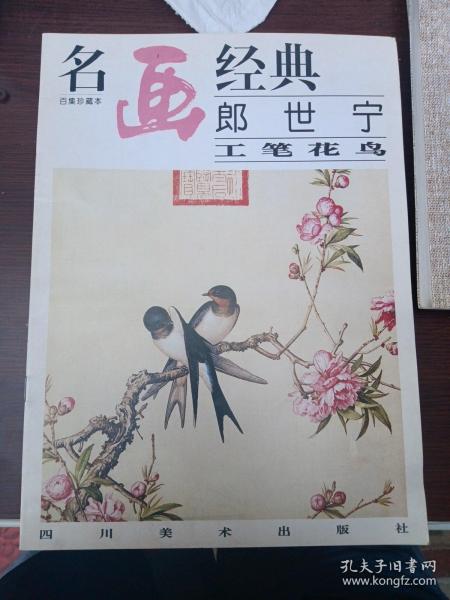 名画经典
百集珍藏本
郎世宁
工笔花鸟
四川美术出版社
孔夫子旧书网
www.kongfz.com